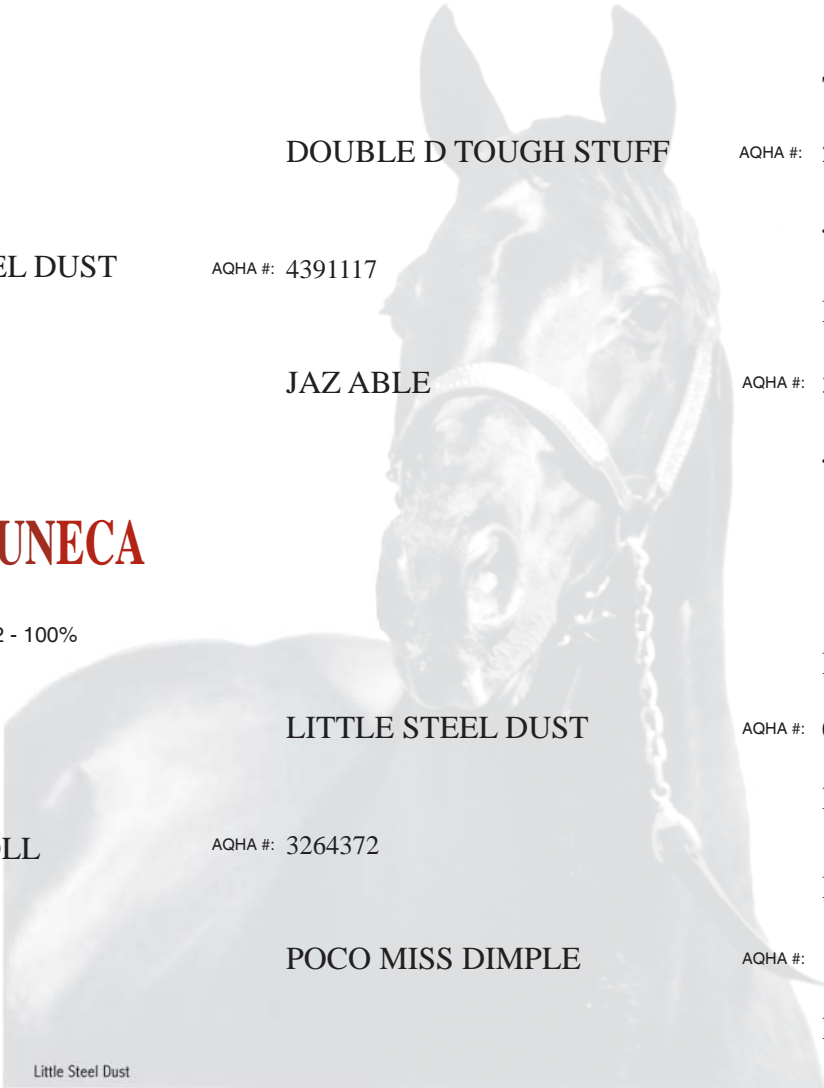 DOUBLE D TOUGH STUFF AQHA #:
EL DUST AQHA #: 4391117
JAZ ABLE AQHA #:
UNECA
2 - 100%
LITTLE STEEL DUST AQHA #:
LL AQHA #: 3264372
POCO MISS DIMPLE AQHA #:
Little Steel Dust